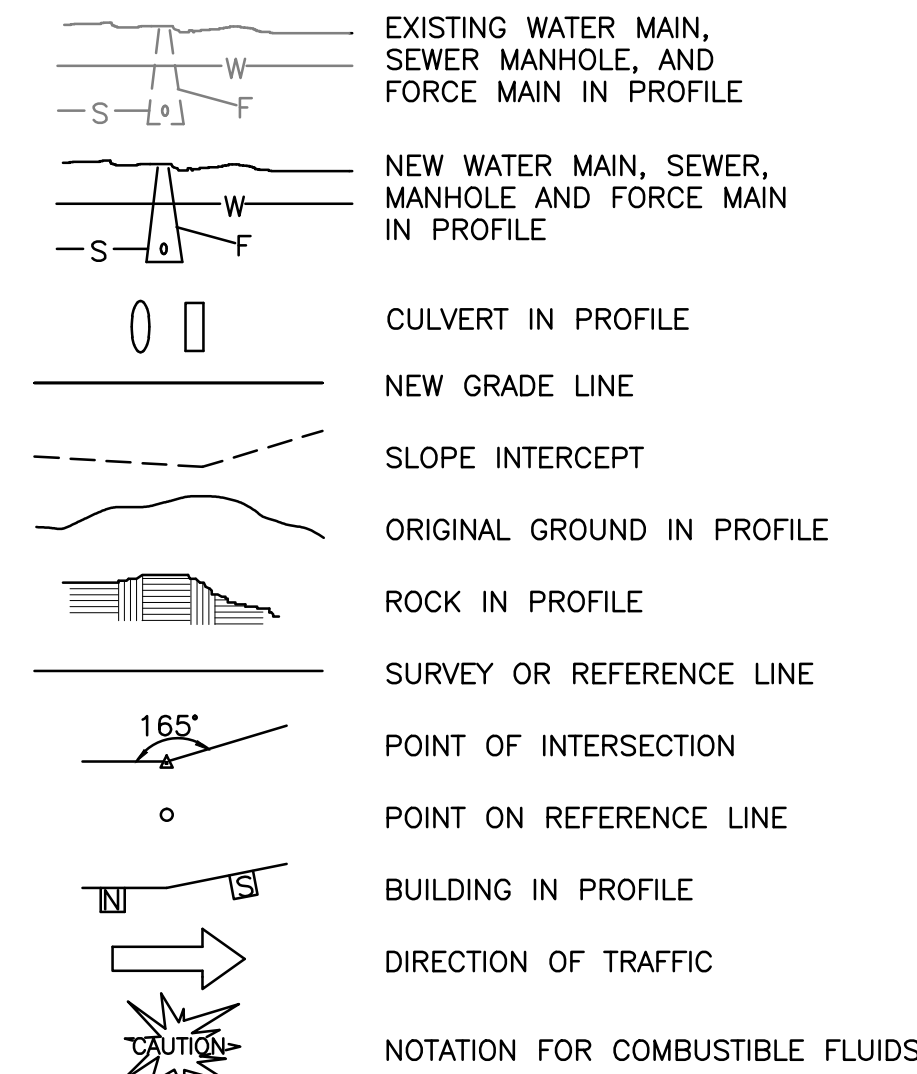 EXISTING WATER MAIN,
SEWER MANHOLE, AND
FORCE MAIN IN PROFILE
W
S
F
NEW WATER MAIN, SEWER,
MANHOLE AND FORCE MAIN
IN PROFILE
W
S
F
CULVERT IN PROFILE
NEW GRADE LINE
SLOPE INTERCEPT
ORIGINAL GROUND IN PROFILE
ROCK IN PROFILE
SURVEY OR REFERENCE LINE
165°
POINT OF INTERSECTION
POINT ON REFERENCE LINE
N S
BUILDING IN PROFILE
DIRECTION OF TRAFFIC
CAUTION
NOTATION FOR COMBUSTIBLE FLUIDS